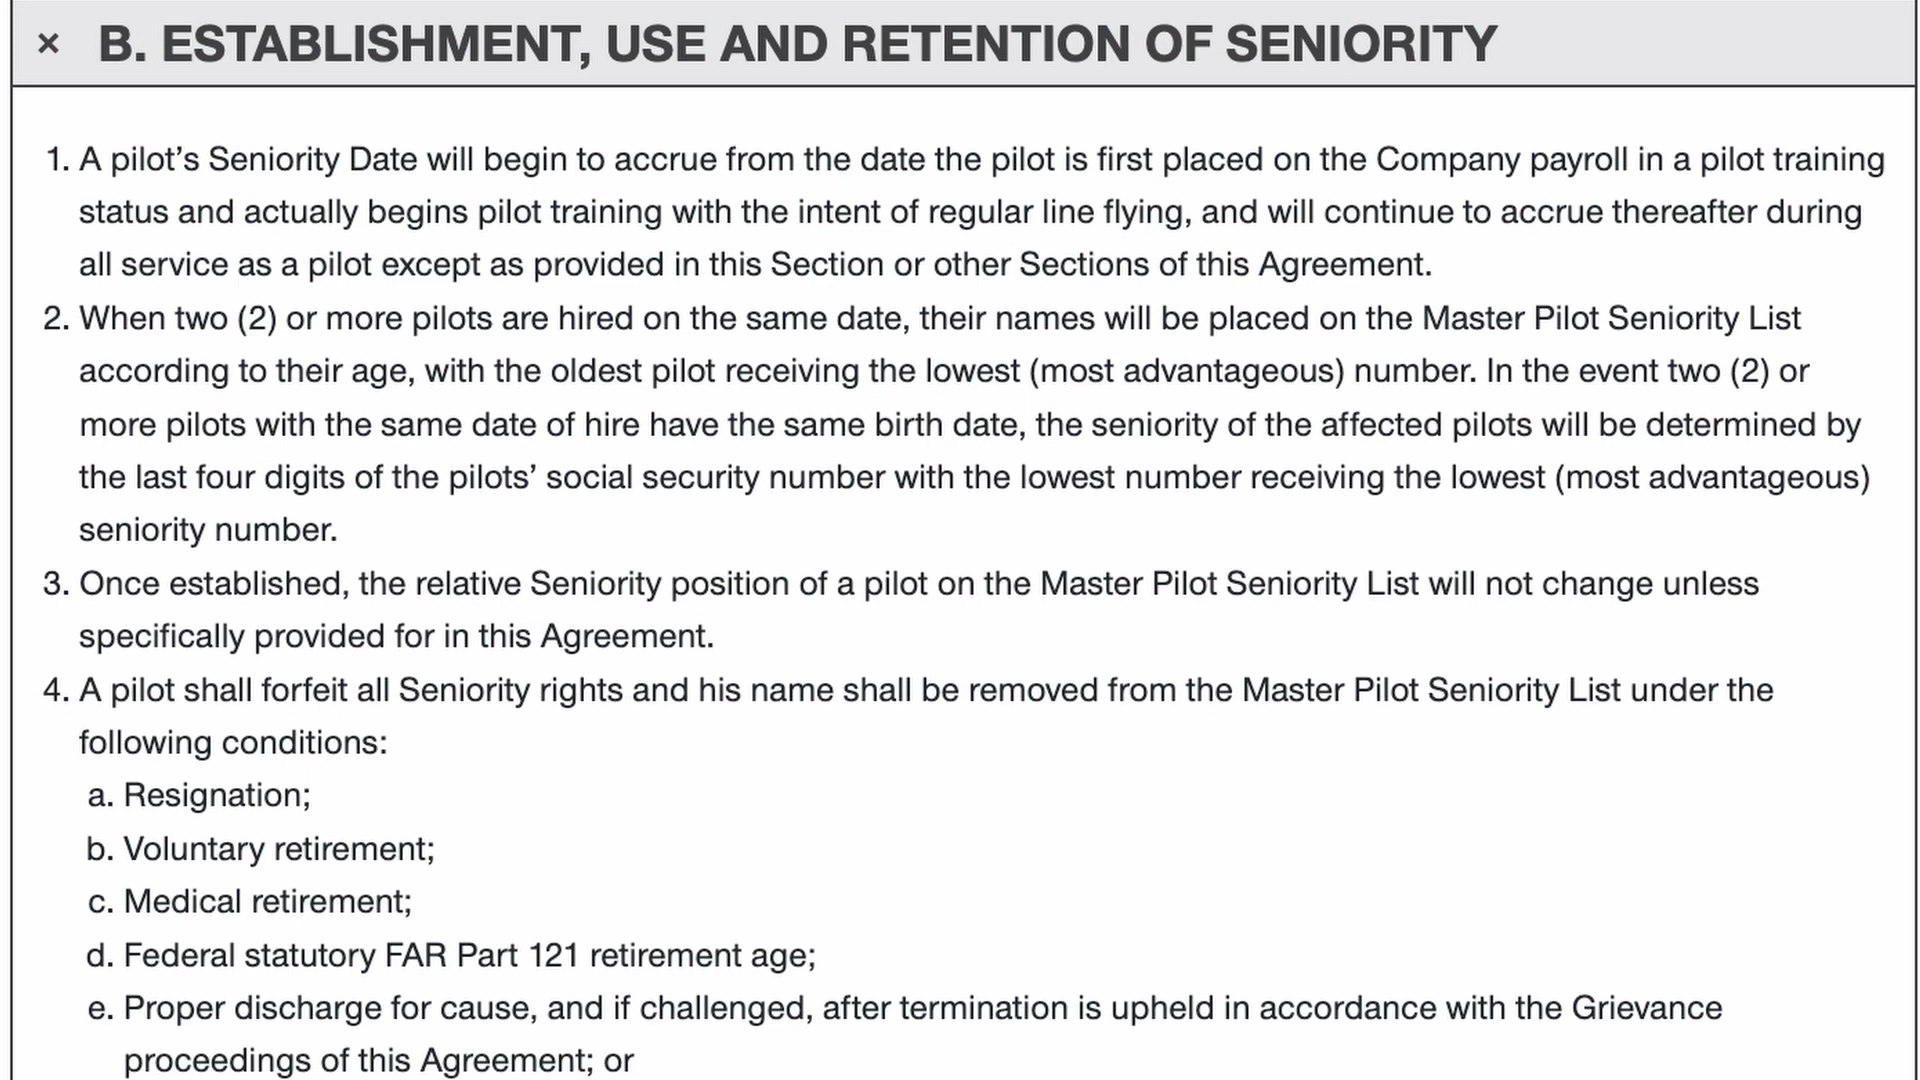 × B. ESTABLISHMENT, USE AND RETENTION OF SENIORITY
1. A pilot’s Seniority Date will begin to accrue from the date the pilot is first placed on the Company payroll in a pilot training
status and actually begins pilot training with the intent of regular line flying, and will continue to accrue thereafter during
all service as a pilot except as provided in this Section or other Sections of this Agreement.
2. When two (2) or more pilots are hired on the same date, their names will be placed on the Master Pilot Seniority List
according to their age, with the oldest pilot receiving the lowest (most advantageous) number. In the event two (2) or
more pilots with the same date of hire have the same birth date, the seniority of the affected pilots will be determined by
the last four digits of the pilots’ social security number with the lowest number receiving the lowest (most advantageous)
seniority number.
3. Once established, the relative Seniority position of a pilot on the Master Pilot Seniority List will not change unless
specifically provided for in this Agreement.
4. A pilot shall forfeit all Seniority rights and his name shall be removed from the Master Pilot Seniority List under the
following conditions:
a. Resignation;
b. Voluntary retirement;
c. Medical retirement;
d. Federal statutory FAR Part 121 retirement age;
e. Proper discharge for cause, and if challenged, after termination is upheld in accordance with the Grievance
proceedings of this Agreement; or